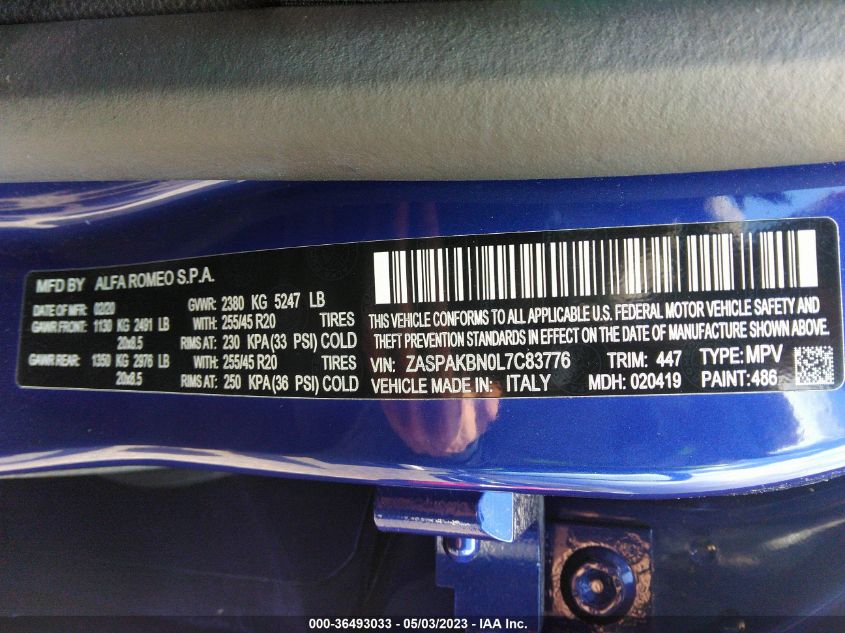 MFD BY ALFA ROMEO S.P.A.
DATE OF MFR: 02/20 GVWR: 2380 KG 5247 LB
GAWR FRONT: 1130 KG 2491 LB WITH: 255/45 R20 TIRES
20x8.5 RIMS AT: 230 KPA (33 PSI) COLD
GAWR REAR: 1350 KG 2976 LB WITH: 255/45 R20 TIRES
20x8.5 RIMS AT: 250 KPA (36 PSI) COLD
THIS VEHICLE CONFORMS TO ALL APPLICABLE U.S. FEDERAL MOTOR VEHICLE SAFETY AND
THEFT PREVENTION STANDARDS IN EFFECT ON THE DATE OF MANUFACTURE SHOWN ABOVE.
VIN: ZASPAKBN0L7C83776 TRIM: 447 TYPE: MPV
VEHICLE MADE IN: ITALY MDH: 020419 PAINT:486
000-36493033 - 05/03/2023 - IAA Inc.